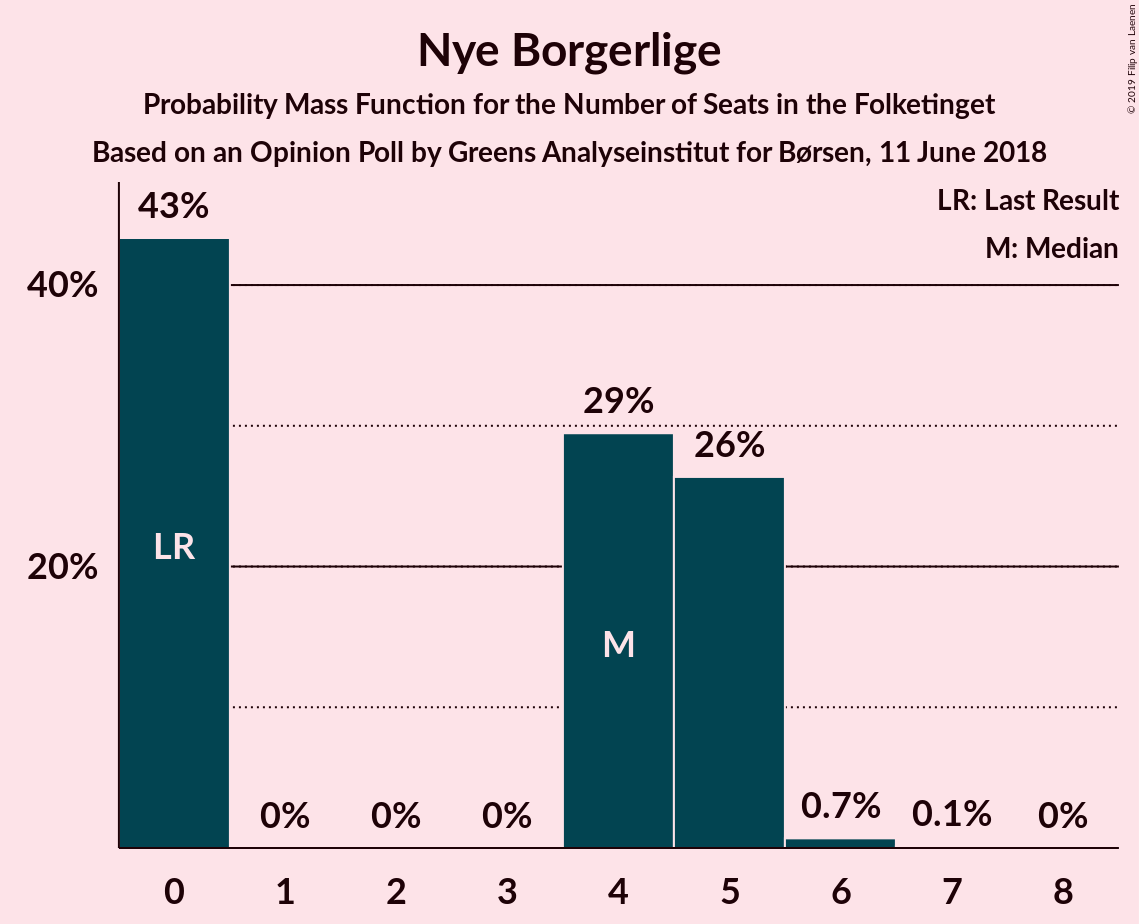 Nye Borgerlige
Probability Mass Function for the Number of Seats in the Folketinget
Based on an Opinion Poll by Greens Analyseinstitut for Børsen, 11 June 2018
© 2019 Filip van Laenen
LR: Last Result
M: Median
43%
40%
29%
26%
LR
20%
M
0%
0%
0%
0.7%
0.1%
0%
0
1
2
3
4
5
6
7
8